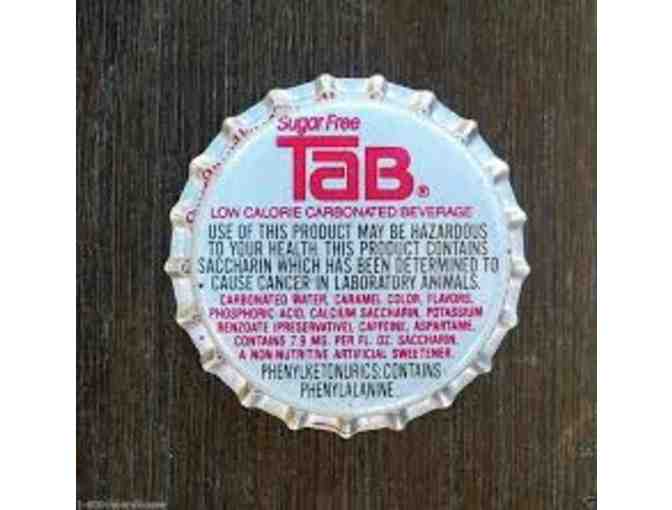 Sugar Free
TaB®
LOW CALORIE CARBONATED BEVERAGE
USE OF THIS PRODUCT MAY BE HAZARDOUS
TO YOUR HEALTH. THIS PRODUCT CONTAINS
SACCHARIN WHICH HAS BEEN DETERMINED TO
CAUSE CANCER IN LABORATORY ANIMALS.
CARBONATED WATER, CARAMEL COLOR, FLAVORS,
PHOSPHORIC ACID, CALCIUM SACCHARIN, POTASSIUM
BENZOATE (PRESERVATIVE), CAFFEINE, ASPARTAME,
CONTAINS 7.9 MG. PER FL. OZ. SACCHARIN,
A NON-NUTRITIVE ARTIFICIAL SWEETENER.
PHENYLKETONURICS: CONTAINS
PHENYLALANINE.